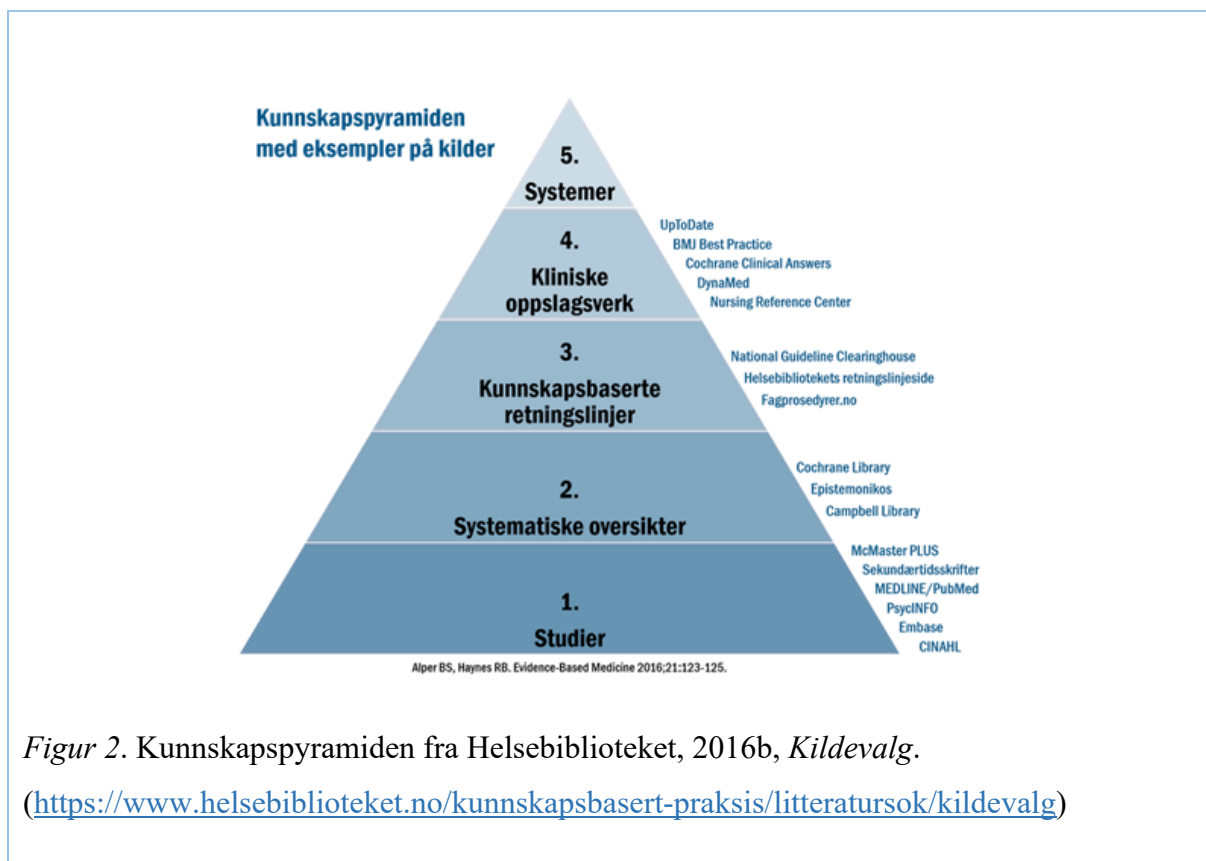 Kunnskapspyramiden
med eksempler på kilder
5.
Systemer
UpToDate
BMJ Best Practice
Cochrane Clinical Answers
DynaMed
Nursing Reference Center
4.
Kliniske
oppslagsverk
National Guideline Clearinghouse
Helsebibliotekets retningslinjeside
Fagprosedyrer.no
3.
Kunnskapsbaserte
retningslinjer
Cochrane Library
Epistemonikos
Campbell Library
2.
Systematiske oversikter
McMaster PLUS
Sekundærtidsskrifter
MEDLINE/PubMed
PsycINFO
Embase
CINAHL
1.
Studier
Alper BS, Haynes RB. Evidence-Based Medicine 2016;21:123-125.
Figur 2. Kunnskapspyramiden fra Helsebiblioteket, 2016b, Kildevalg.
(https://www.helsebiblioteket.no/kunnskapsbasert-praksis/litteratursok/kildevalg)